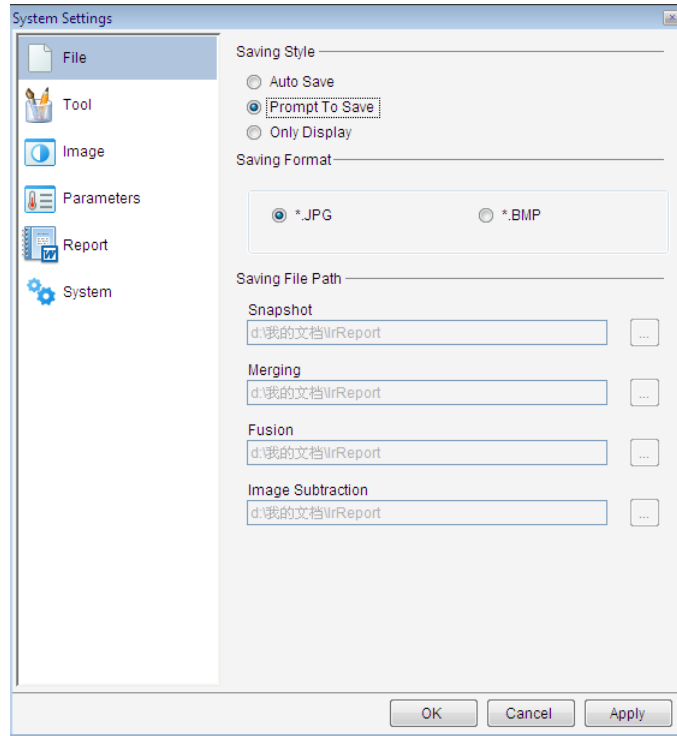 System Settings
File
Tool
Image
Parameters
Report
System
Saving Style
Auto Save
Prompt To Save
Only Display
Saving Format
*.JPG
*.BMP
Saving File Path
Snapshot
d:\我的文档\IrReport
...
Merging
d:\我的文档\IrReport
...
Fusion
d:\我的文档\IrReport
...
Image Subtraction
d:\我的文档\IrReport
...
OK
Cancel
Apply